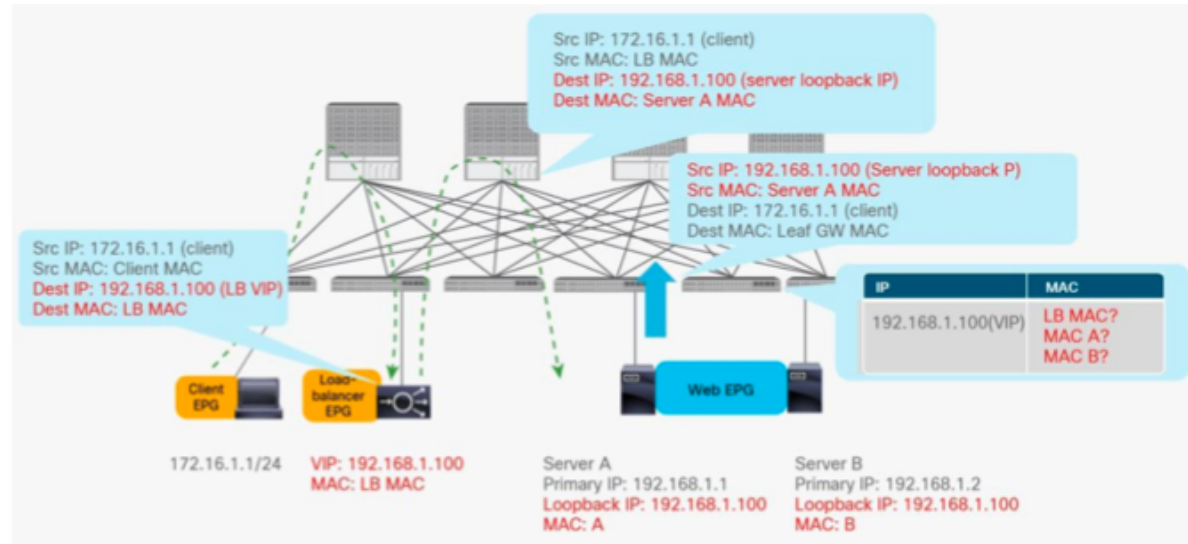 Src IP: 172.16.1.1 (client)
Src MAC: LB MAC
Dest IP: 192.168.1.100 (server loopback IP)
Dest MAC: Server A MAC
Src IP: 192.168.1.100 (Server loopback P)
Src MAC: Server A MAC
Dest IP: 172.16.1.1 (client)
Dest MAC: Leaf GW MAC
Src IP: 172.16.1.1 (client)
Src MAC: Client MAC
Dest IP: 192.168.1.100 (LB VIP)
Dest MAC: LB MAC
IP MAC
192.168.1.100(VIP) LB MAC?
MAC A?
MAC B?
Client
EPG
Load-
balancer
EPG
Web EPG
172.16.1.1/24
VIP: 192.168.1.100
MAC: LB MAC
Server A
Primary IP: 192.168.1.1
Loopback IP: 192.168.1.100
MAC: A
Server B
Primary IP: 192.168.1.2
Loopback IP: 192.168.1.100
MAC: B